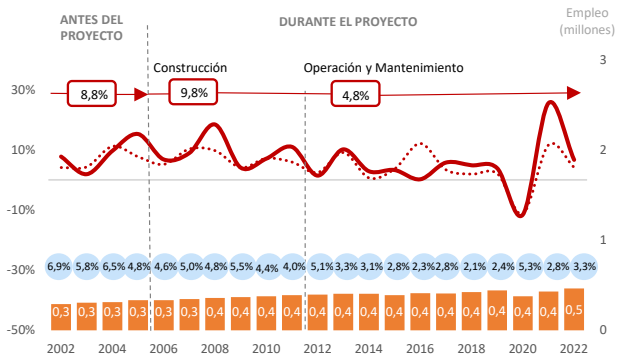 ANTES DEL
PROYECTO
DURANTE EL PROYECTO
Empleo
(millones)
Construcción
Operación y Mantenimiento
3
30%
8,8%
9,8%
4,8%
10%
2
-10%
1
6,9% 5,8% 6,5% 4,8% 4,6% 5,0% 4,8% 5,5% 4,4% 4,0% 5,1% 3,3% 3,1% 2,8% 2,3% 2,8% 2,1% 2,4% 5,3% 2,8% 3,3%
-30%
0,3 0,3 0,3 0,3 0,3 0,3 0,4 0,4 0,4 0,4 0,4 0,4 0,4 0,4 0,4 0,4 0,4 0,4 0,4 0,4 0,5
-50%
0
2002 2004 2006 2008 2010 2012 2014 2016 2018 2020 2022